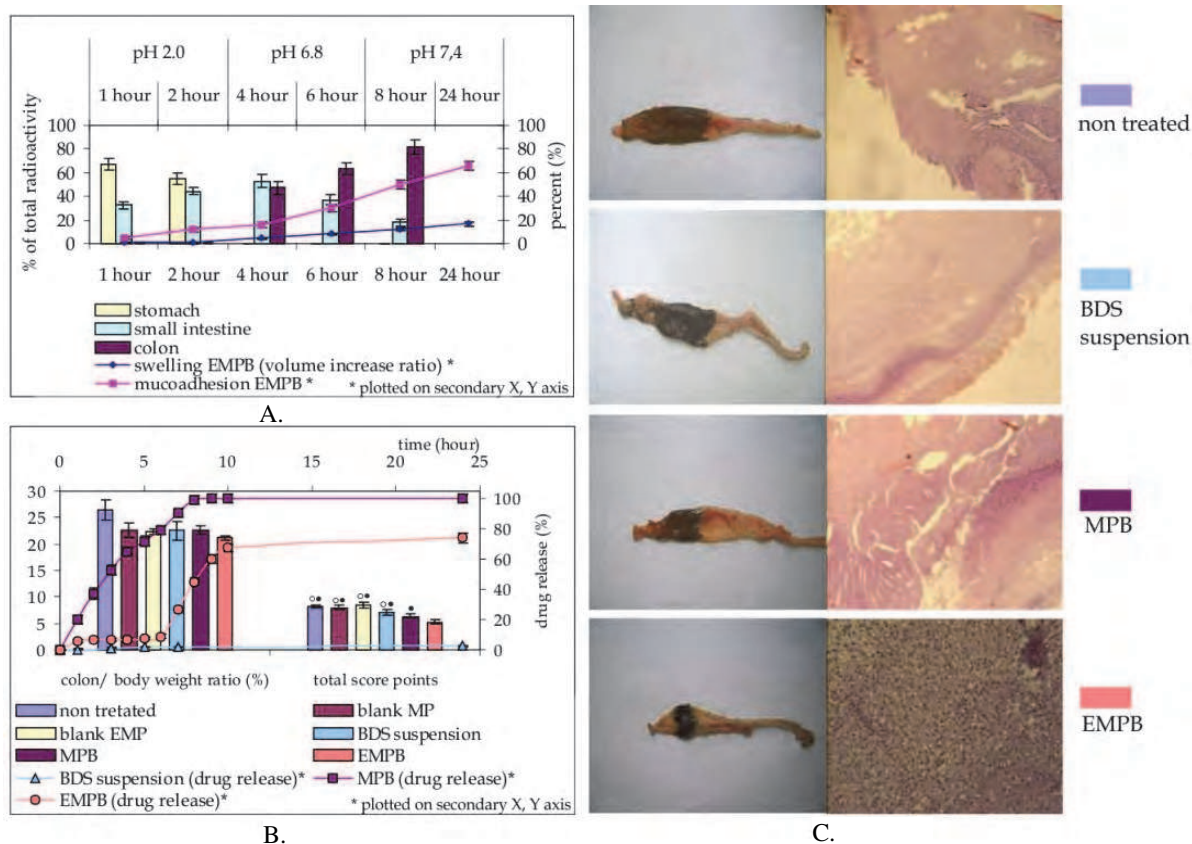 pH 2.0 pH 6.8 pH 7,4
1 hour 2 hour 4 hour 6 hour 8 hour 24 hour
% of total radioactivity
100 100
80 80
60 60
40 40
20 20
0 0
percent (%)
1 hour 2 hour 4 hour 6 hour 8 hour 24 hour
stomach
small intestine
colon
swelling EMPB (volume increase ratio) *
mucoadhesion EMPB * * plotted on secondary X, Y axis
A.
time (hour)
0 5 10 15 20 25
30
25 100
20 80
15 60
10 40
5 20
0 0
drug release (%)
colon/ body weight ratio (%) total score points
non tretated blank MP
blank EMP BDS suspension
MPB EMPB
BDS suspension (drug release)* MPB (drug release)*
EMPB (drug release)* * plotted on secondary X, Y axis
B.
non treated
BDS
suspension
MPB
EMPB
C.